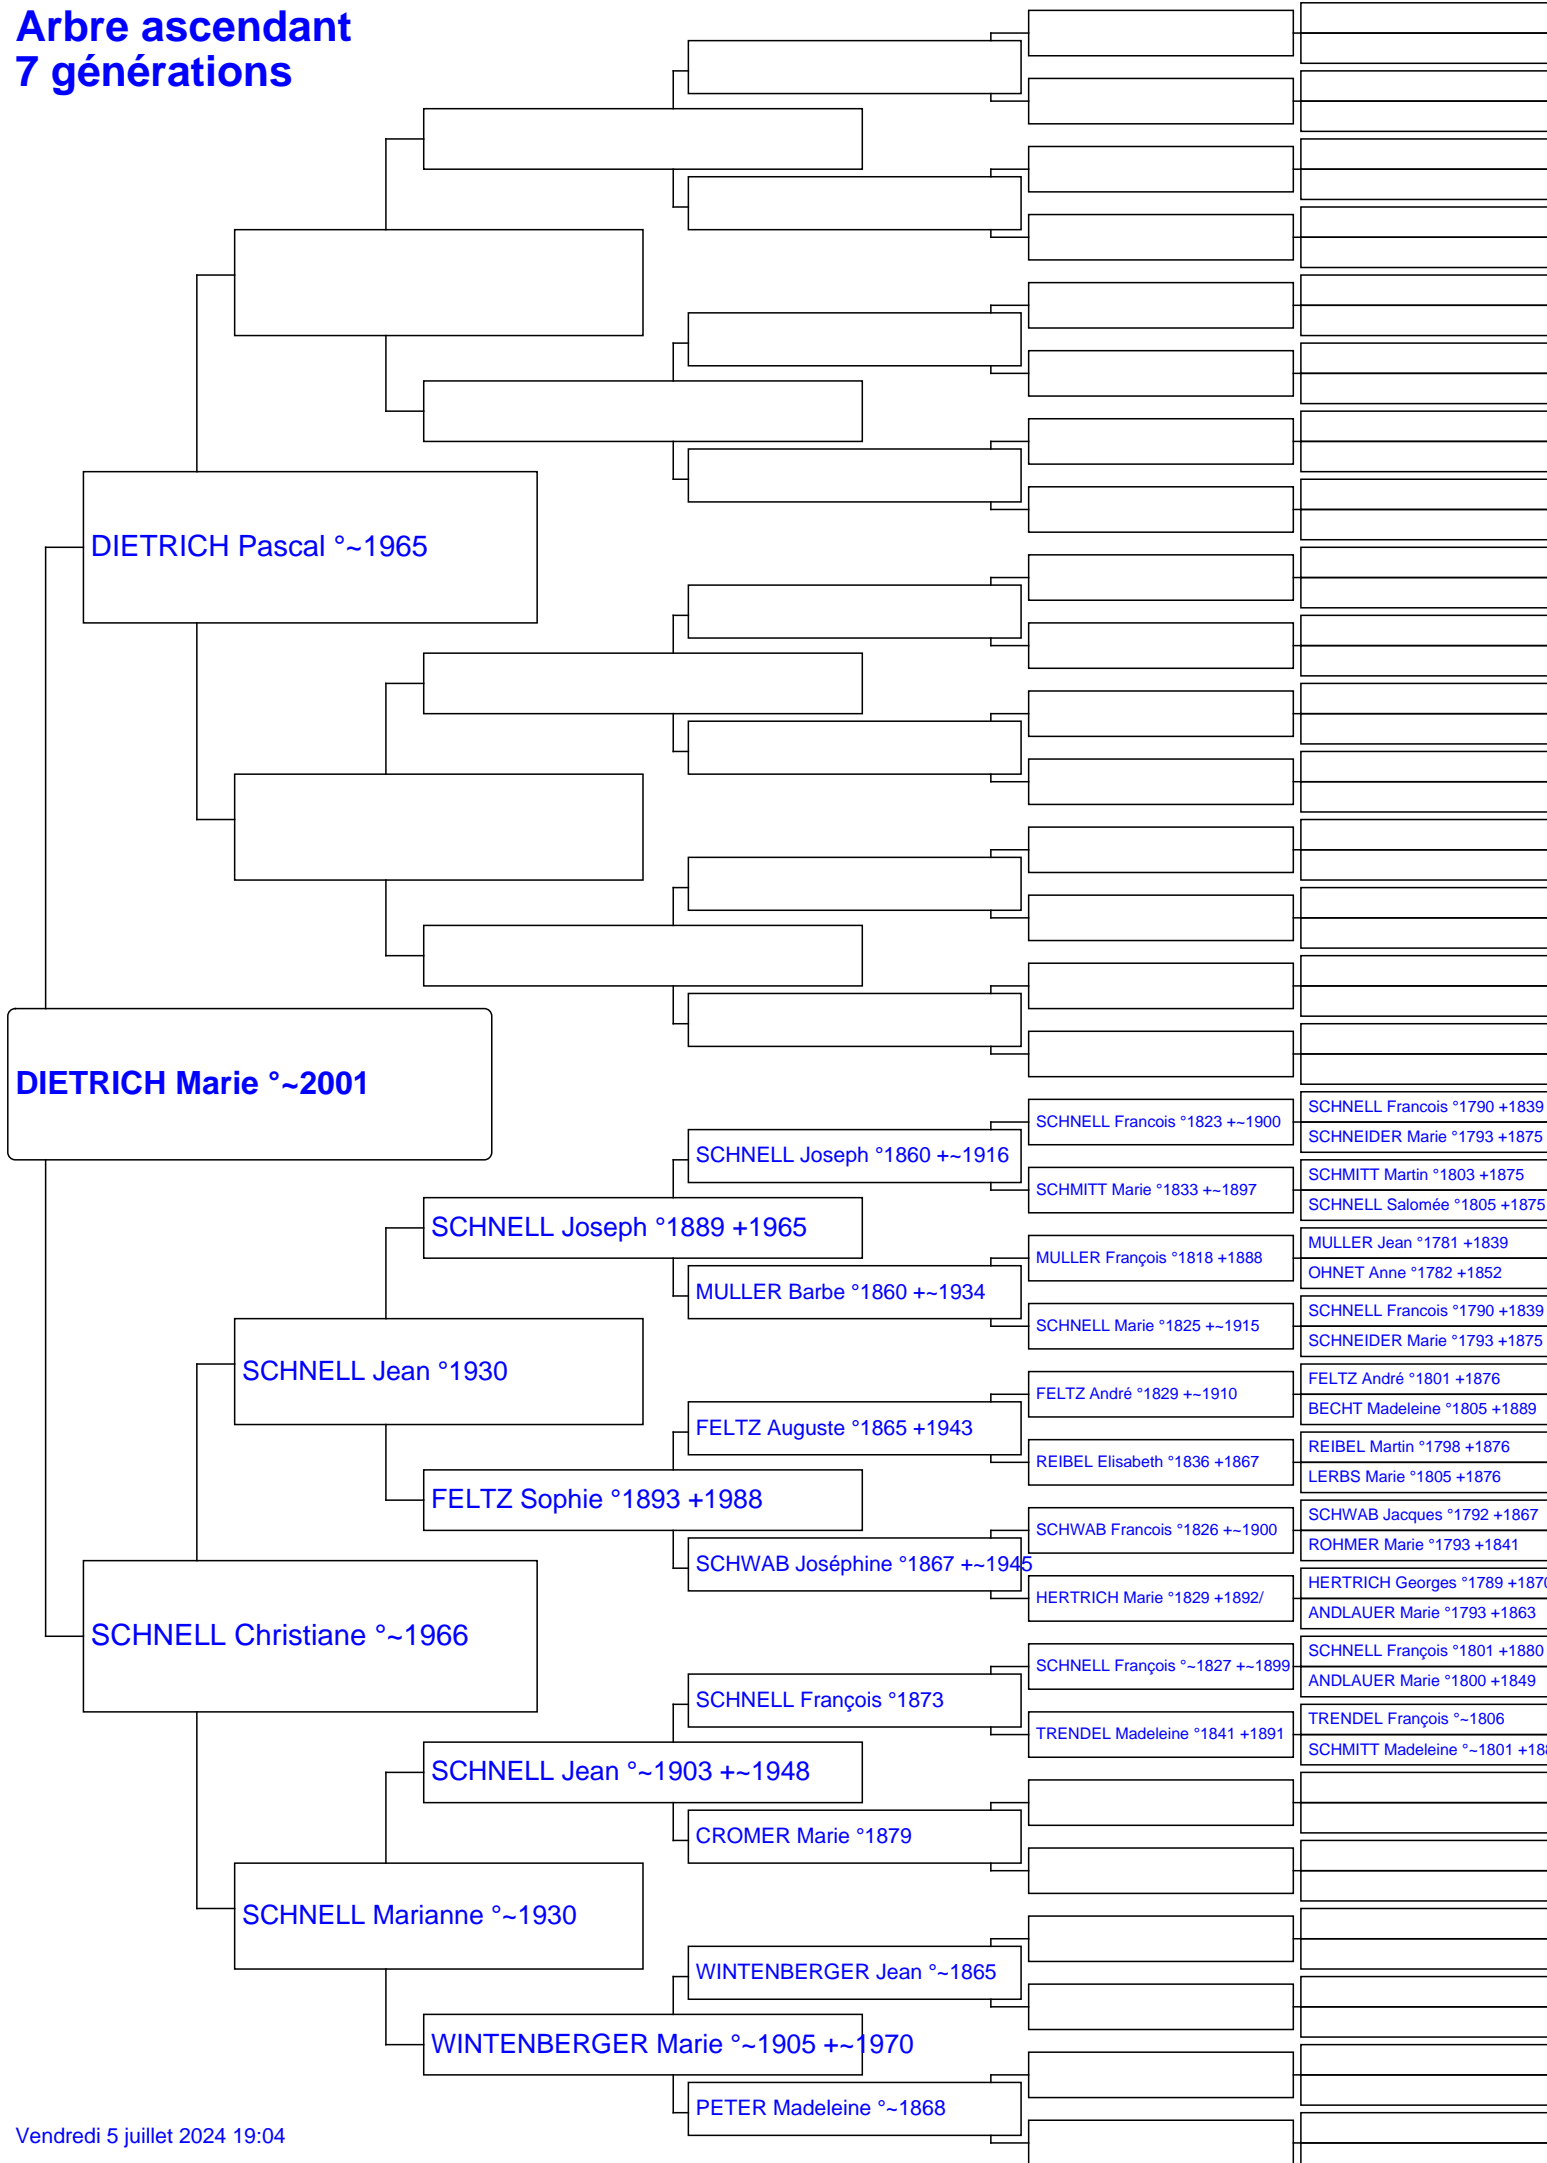 Arbre ascendant
7 générations
DIETRICH Pascal °~1965
DIETRICH Marie °~2001
SCHNELL Francois °1790 +1839
SCHNELL Francois °1823 +~1900
SCHNEIDER Marie °1793 +1875
SCHNELL Joseph °1860 +~1916
SCHMITT Martin °1803 +1875
SCHMITT Marie °1833 +~1897
SCHNELL Salomée °1805 +1875
SCHNELL Joseph °1889 +1965
MULLER Jean °1781 +1839
MULLER François °1818 +1888
OHNET Anne °1782 +1852
MULLER Barbe °1860 +~1934
SCHNELL Francois °1790 +1839
SCHNELL Marie °1825 +~1915
SCHNEIDER Marie °1793 +1875
SCHNELL Jean °1930
FELTZ André °1801 +1876
FELTZ André °1829 +~1910
BECHT Madeleine °1805 +1889
FELTZ Auguste °1865 +1943
REIBEL Martin °1798 +1876
REIBEL Elisabeth °1836 +1867
LERBS Marie °1805 +1876
FELTZ Sophie °1893 +1988
SCHWAB Jacques °1792 +1867
SCHWAB Francois °1826 +~1900
ROHMER Marie °1793 +1841
SCHWAB Joséphine °1867 +~1945
HERTRICH Georges °1789 +1870
HERTRICH Marie °1829 +1892/
ANDLAUER Marie °1793 +1863
SCHNELL Christiane °~1966
SCHNELL François °1801 +1880
SCHNELL François °~1827 +~1899
ANDLAUER Marie °1800 +1849
SCHNELL François °1873
TRENDEL François °~1806
TRENDEL Madeleine °1841 +1891
SCHMITT Madeleine °~1801
SCHNELL Jean °~1903 +~1948
CROMER Marie °1879
SCHNELL Marianne °~1930
WINTENBERGER Jean °~1865
WINTENBERGER Marie °~1905 +~1970
PETER Madeleine °~1868
Vendredi 5 juillet 2024 19:04